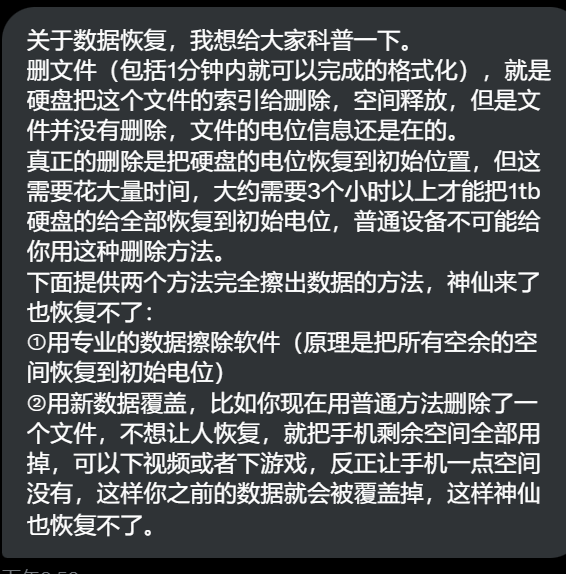 关于数据恢复，我想给大家科普一下。
删文件（包括1分钟内就可以完成的格式化），就是
硬盘把这个文件的索引给删除，空间释放，但是文
件并没有删除，文件的电位信息还是在的。
真正的删除是把硬盘的电位恢复到初始位置，但这
需要花大量时间，大约需要3个小时以上才能把1tb
硬盘的给全部恢复到初始电位，普通设备不可能给
你用这种删除方法。
下面提供两个方法完全擦出数据的方法，神仙来了
也恢复不了：
①用专业的数据擦除软件（原理是把所有空余的空
间恢复到初始电位）
②用新数据覆盖，比如你现在用普通方法删除了一
个文件，不想让人恢复，就把手机剩余空间全部用
掉，可以下视频或者下游戏，反正让手机一点空间
没有，这样你之前的数据就会被覆盖掉，这样神仙
也恢复不了。